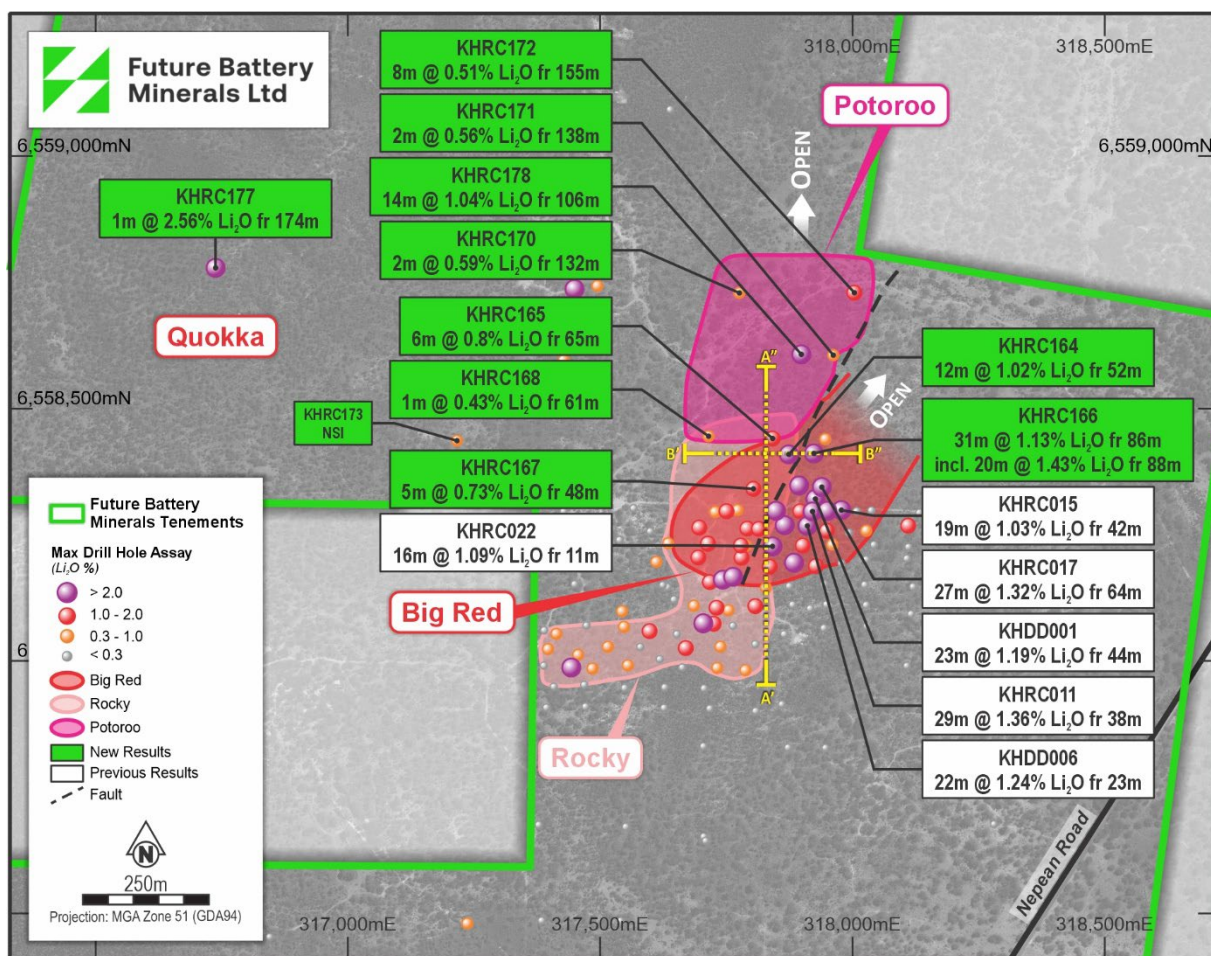 318,000mE
318,500mE
Future Battery
Minerals Ltd
6,559,000mN
6,559,000mN
KHRC172
8m @ 0.51% Li₂O fr 155m
KHRC171
2m @ 0.56% Li₂O fr 138m
KHRC178
14m @ 1.04% Li₂O fr 106m
KHRC170
2m @ 0.59% Li₂O fr 132m
KHRC165
6m @ 0.8% Li₂O fr 65m
KHRC168
1m @ 0.43% Li₂O fr 61m
KHRC167
5m @ 0.73% Li₂O fr 48m
KHRC022
16m @ 1.09% Li₂O fr 11m
KHRC177
1m @ 2.56% Li₂O fr 174m
Quokka
KHRC173
NSI
6,558,500mN
Potoroo
OPEN
OPEN
A"
B'
B"
A'
KHRC164
12m @ 1.02% Li₂O fr 52m
KHRC166
31m @ 1.13% Li₂O fr 86m
incl. 20m @ 1.43% Li₂O fr 88m
KHRC015
19m @ 1.03% Li₂O fr 42m
KHRC017
27m @ 1.32% Li₂O fr 64m
KHDD001
23m @ 1.19% Li₂O fr 44m
KHRC011
29m @ 1.36% Li₂O fr 38m
KHDD006
22m @ 1.24% Li₂O fr 23m
Big Red
Rocky
Nepean Road
Future Battery
Minerals Tenements
Max Drill Hole Assay
(Li₂O %)
> 2.0
1.0 - 2.0
0.3 - 1.0
< 0.3
Big Red
Rocky
Potoroo
New Results
Previous Results
Fault
N
250m
Projection: MGA Zone 51 (GDA94)
317,000mE
317,500mE
318,000mE
318,500mE